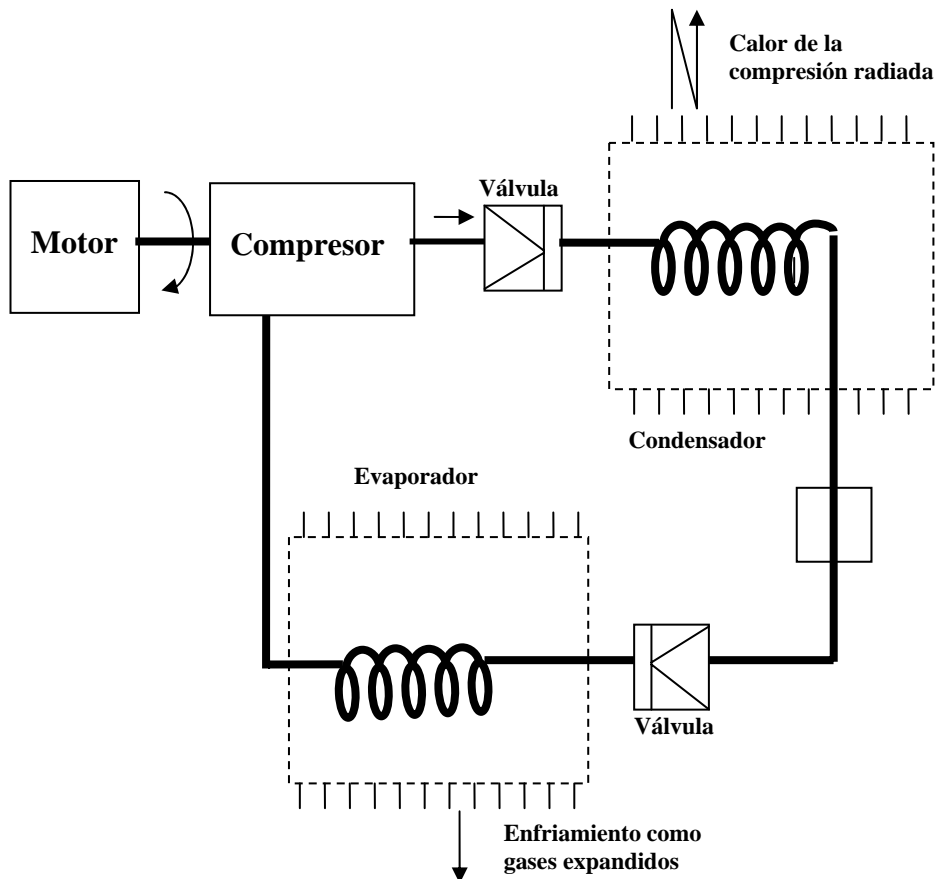 Calor de la
compresión radiada
Válvula
Motor
Compresor
Condensador
Evaporador
Válvula
Enfriamiento como
gases expandidos